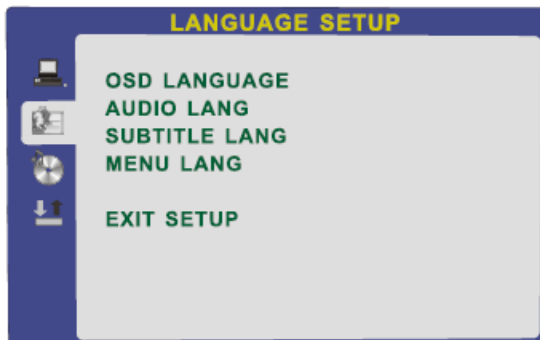 LANGUAGE SETUP
OSD LANGUAGE
AUDIO LANG
SUBTITLE LANG
MENU LANG
EXIT SETUP